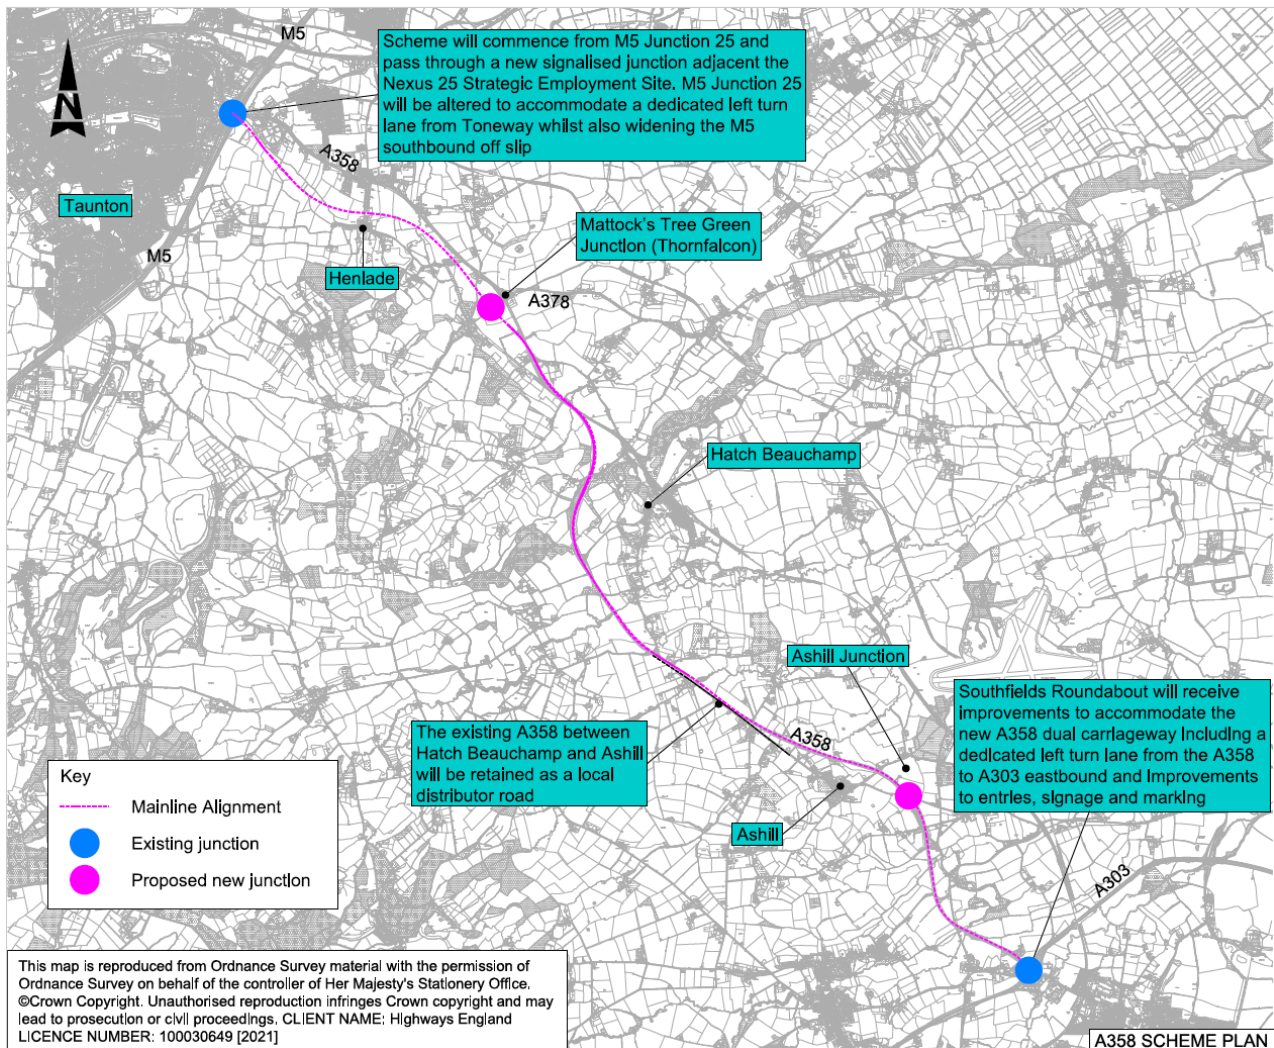 M5
Scheme will commence from M5 Junction 25 and
pass through a new signalised junction adjacent the
Nexus 25 Strategic Employment Site. M5 Junction 25
will be altered to accommodate a dedicated left turn
lane from Toneway whilst also widening the M5
southbound off slip
N
A358
Taunton
Mattock's Tree Green
Junction (Thornfalcon)
M5
Henlade
A378
Hatch Beauchamp
Ashill Junction
Southfields Roundabout will receive
improvements to accommodate the
new A358 dual carriageway including a
dedicated left turn lane from the A358
to A303 eastbound and improvements
to entries, signage and marking
The existing A358 between
Hatch Beauchamp and Ashill
will be retained as a local
distributor road
A358
Ashill
A303
Key
Mainline Alignment
Existing junction
Proposed new junction
This map is reproduced from Ordnance Survey material with the permission of
Ordnance Survey on behalf of the controller of Her Majesty's Stationery Office.
©Crown Copyright. Unauthorised reproduction infringes Crown copyright and may
lead to prosecution or civil proceedings, CLIENT NAME: Highways England
LICENCE NUMBER: 100030649 [2021]
A358 SCHEME PLAN